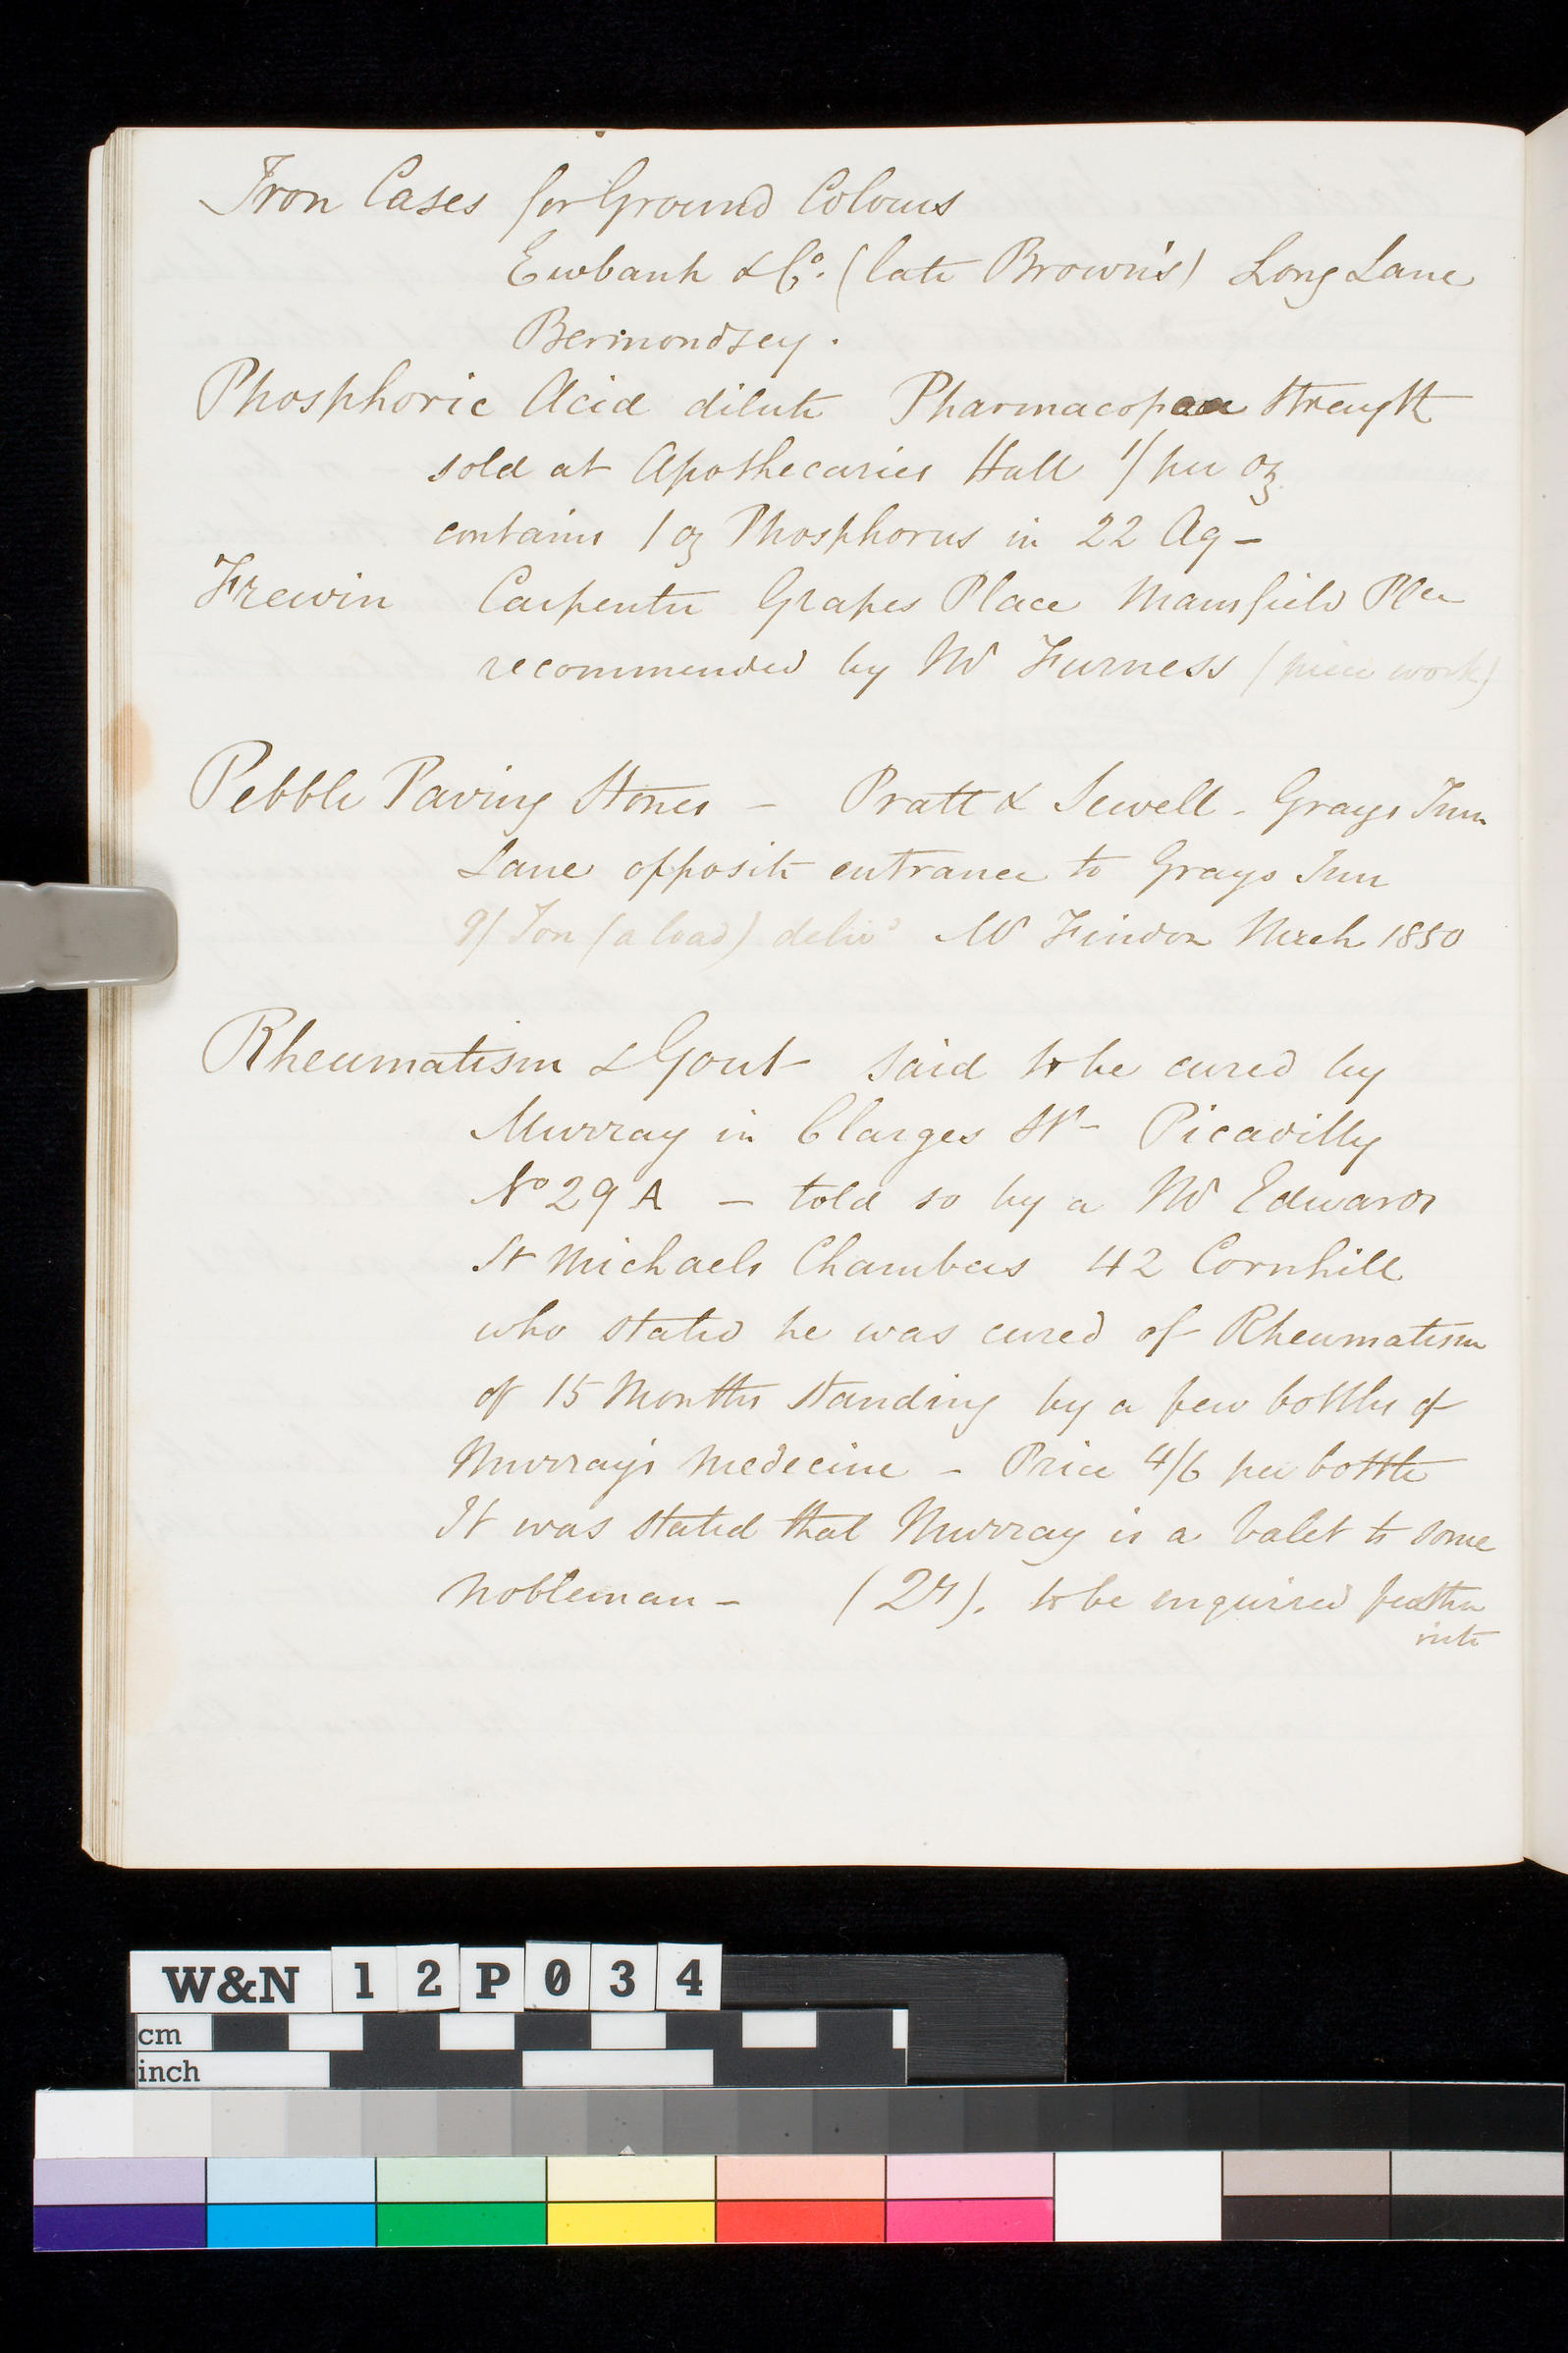 Iron Cases for Ground Colours
Ewbank & Co. (late Brown's) Long Lane
Bermondsey.
Phosphoric Acid dilute Pharmacopaea Strength
sold at Apothecaries Hall 1/ per oz
contains 1 oz Phosphorus in 22 Aq –
Frewin Carpenter Grapes Place Mansfield Plce
recommended by Mr Furness (piece work)
Pebble Paving Stones – Pratt & Sewell - Grays Inn
Lane opposite entrance to Grays Inn
9/ Ton (a load) delivd Mr Findon March 1850
Rheumatism & Gout said to be cured by
Murray in Clarges St – Picadilly
No 29 A – told so by a Mr Edwards
St Michaels Chambers 42 Cornhill
who stated he was cured of Rheumatism
of 15 Months standing by a few bottles of
Murray's medecine – Price 4/6 per bottle
It was stated that Murray is a Valet to some
nobleman – to be enquired further
into
W&N 12P034
cm
inch